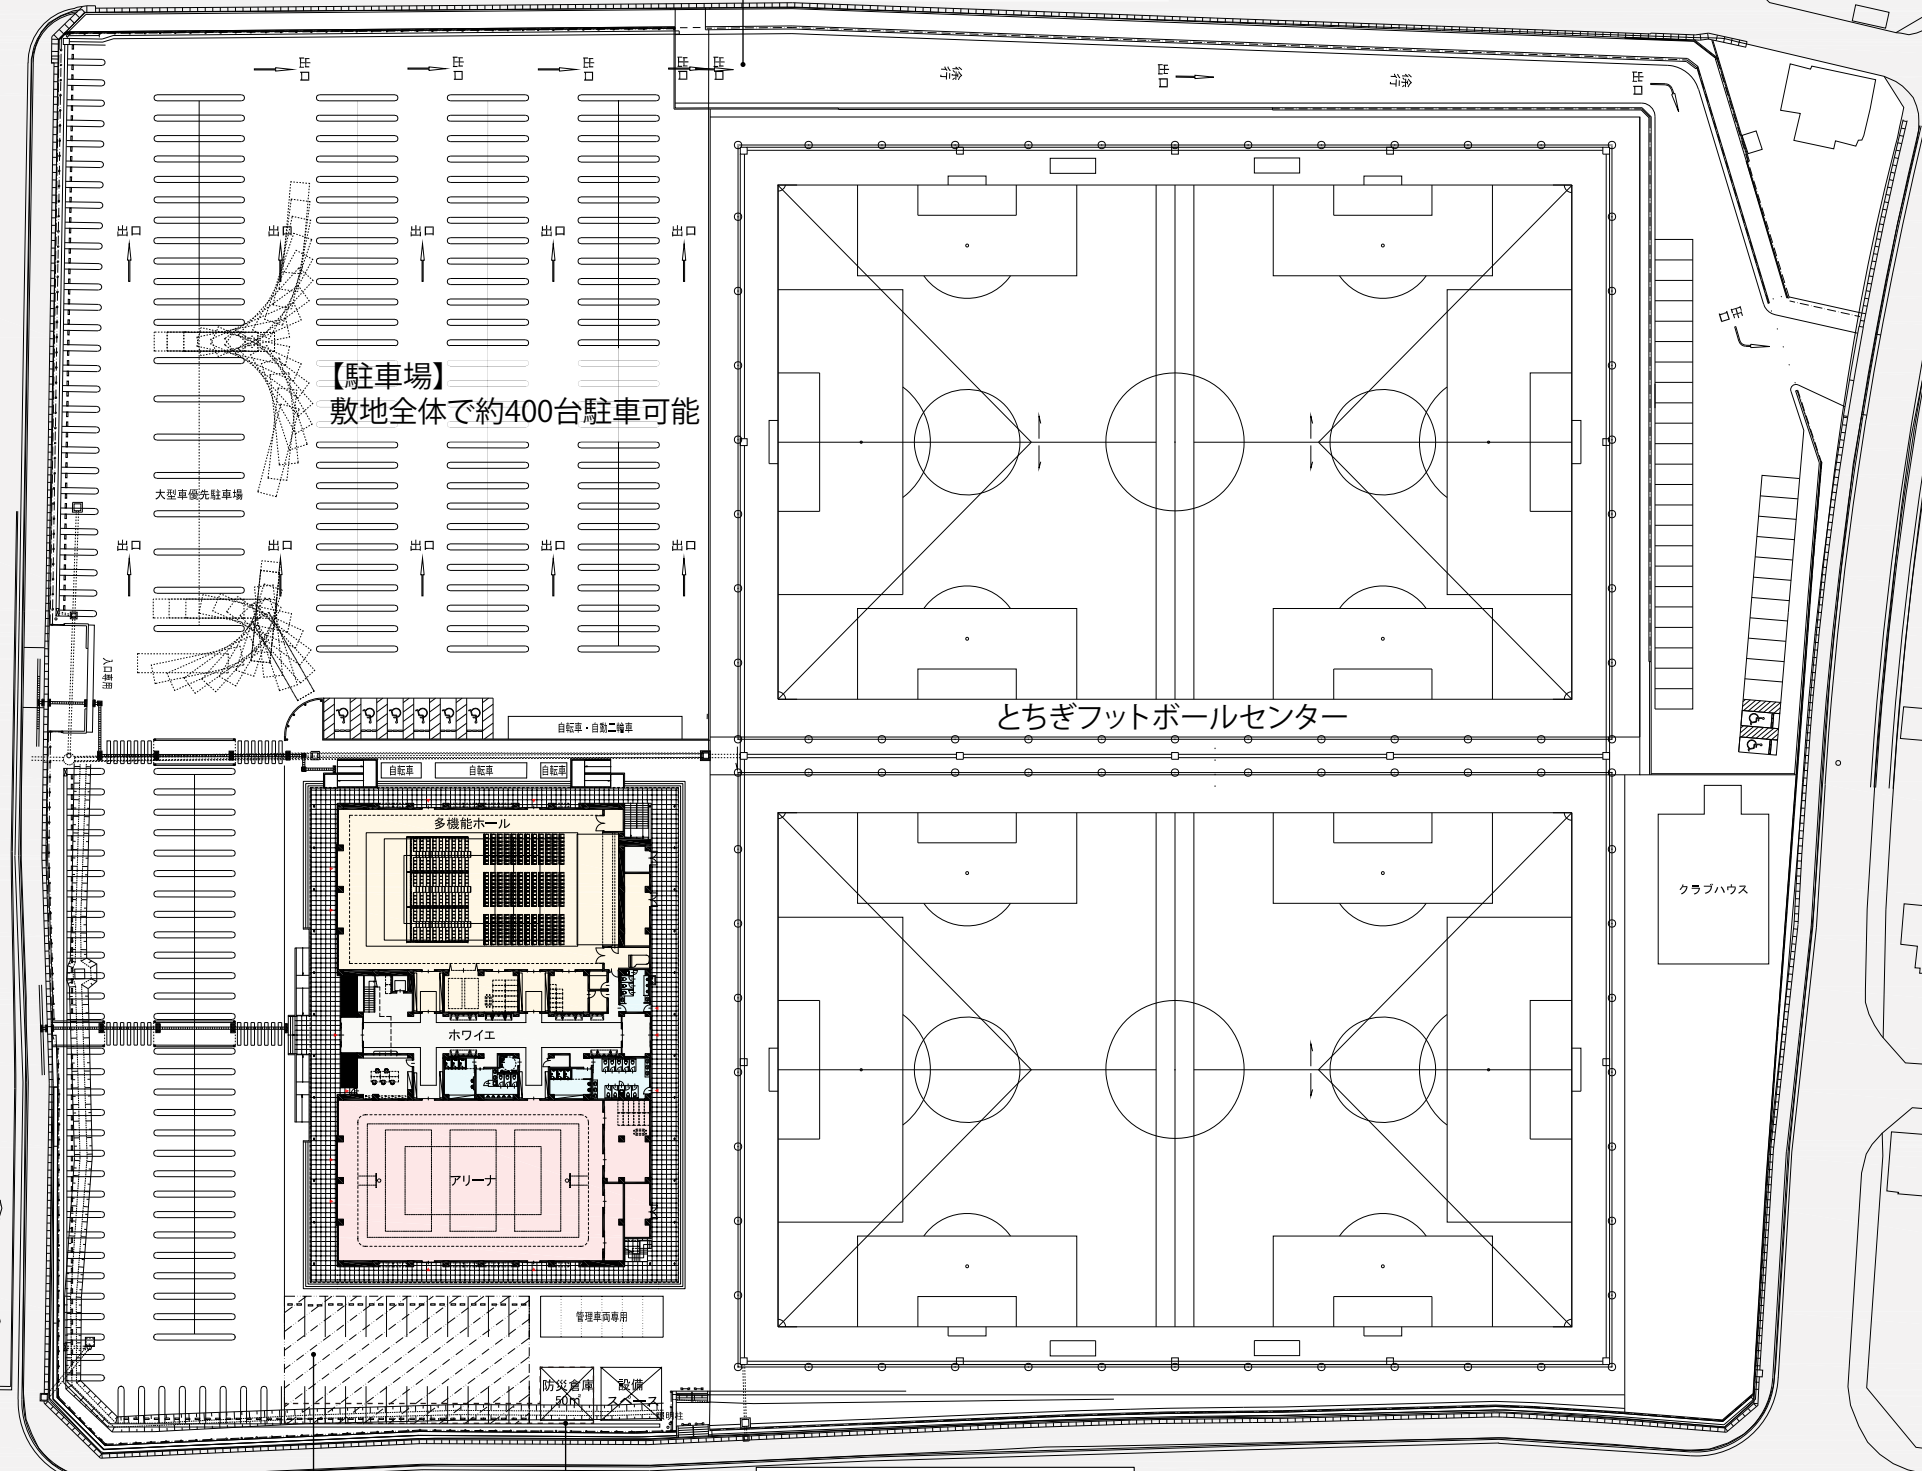 出口
出口
出口
出口
出口
徐行
出口
徐行
出口
出口
出口
出口
出口
出口
出口
【駐車場】
敷地全体で約400台駐車可能
大型車優先駐車場
出口
出口
出口
出口
出口
入口専用
とちぎフットボールセンター
自転車・自動二輪車
自転車
自転車
自転車
多機能ホール
クラブハウス
ホワイエ
アリーナ
管理車両専用
防災倉庫
50㎡
設備
スペース
照明柱